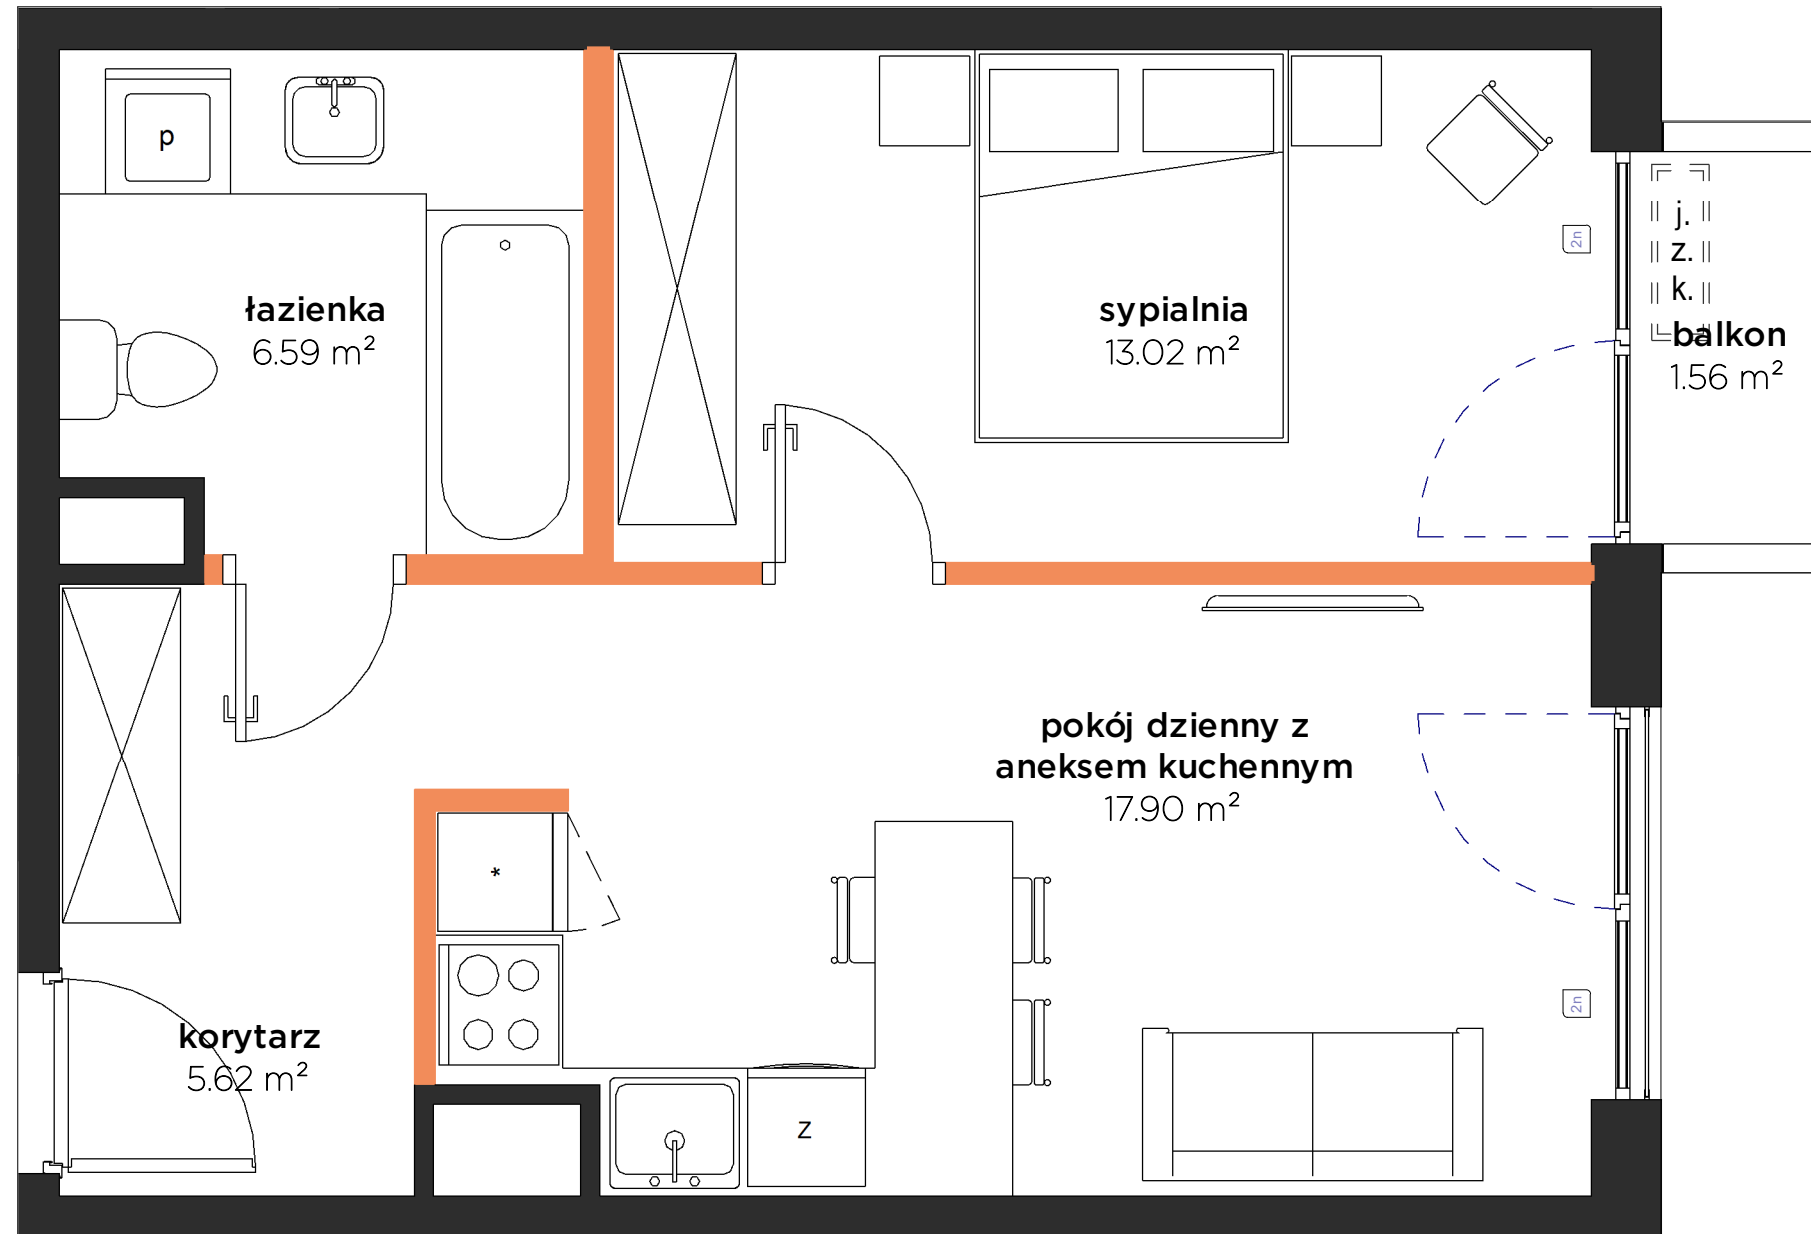 p
łazienka
6.59 m²
sypialnia
13.02 m²
2n
j.
z.
k.
balkon
1.56 m²
pokój dzienny z
aneksem kuchennym
17.90 m²
*
korytarz
5.62 m²
z
2n